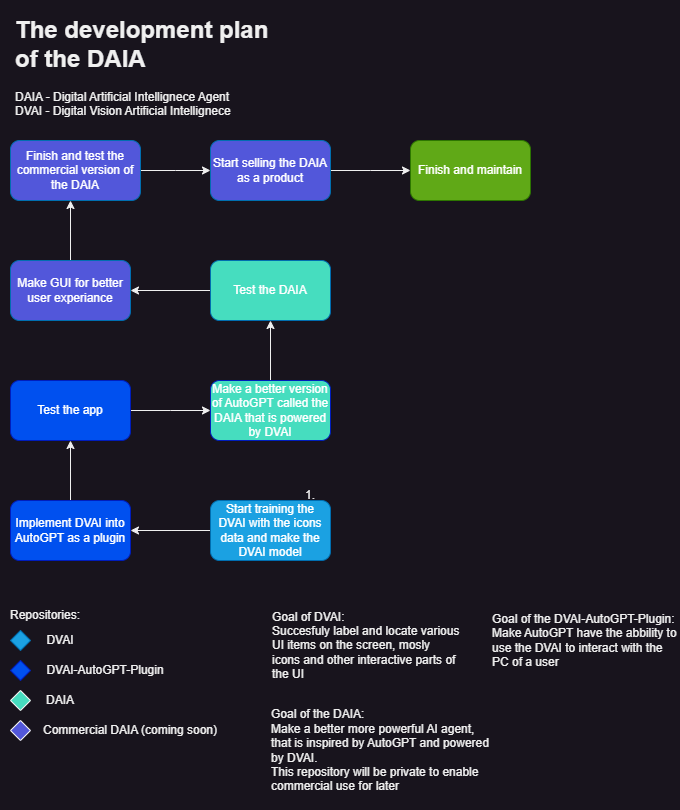 The development plan
of the DAIA
DAIA - Digital Artificial Intellignece Agent
DVAI - Digital Vision Artificial Intellignece
Finish and test the
commercial version of
the DAIA
Start selling the DAIA
as a product
Finish and maintain
Make GUI for better
user experiance
Test the DAIA
Test the app
Make a better version
of AutoGPT called the
DAIA that is powered
by DVAI
1.
Implement DVAI into
AutoGPT as a plugin
Start training the
DVAI with the icons
data and make the
DVAI model
Repositories:
DVAI
DVAI-AutoGPT-Plugin
DAIA
Commercial DAIA (coming soon)
Goal of DVAI:
Succesfuly label and locate various
UI items on the screen, mosly
icons and other interactive parts of
the UI
Goal of the DAIA:
Make a better more powerful AI agent,
that is inspired by AutoGPT and powered
by DVAI.
This repository will be private to enable
commercial use for later
Goal of the DVAI-AutoGPT-Plugin:
Make AutoGPT have the abbility to
use the DVAI to interact with the
PC of a user